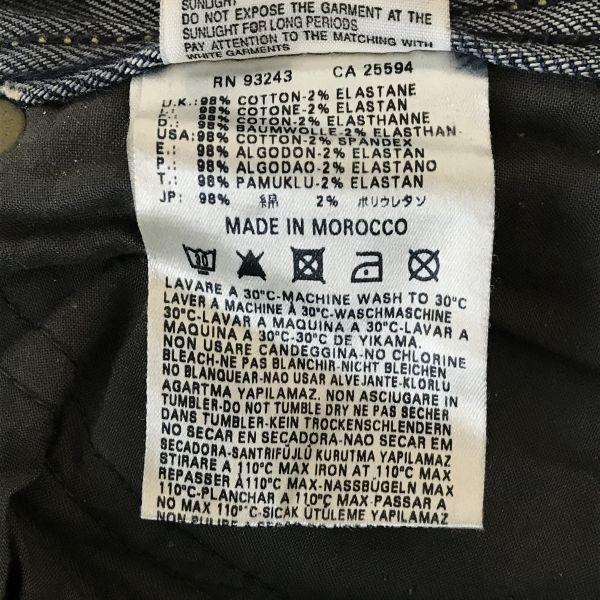 SUNLIGHT
DO NOT EXPOSE THE GARMENT AT THE
SUNLIGHT FOR LONG PERIODS
PAY ATTENTION TO THE MATCHING WITH
WHITE GARMENTS
RN 93243 CA 25594
U.K.:98% COTTON-2% ELASTANE
98% COTONE-2% ELASTAN
D.: 98% COTTON-2% ELASTHANNE
98% BAUMWOLLE-2% ELASTHAN-
USA:98% COTTON-2% SPANDEX
E.: 98% ALGODON-2% ELASTAN
P.: 98% ALGODAO-2% ELASTANO
T.: 98% PAMUKLU-2% ELASTAN
JP: 98% 綿 2% ポリウレタン
MADE IN MOROCCO
30
LAVARE A 30°C-MACHINE WASH TO 30°C
LAVER A MACHINE À 30°C-WASCHMASCHINE
30°C-LAVAR A MAQUINA A 30°C-LAVAR A
MAQUINA A 30°C-30°C DE YIKAMA.
NON USARE CANDEGGINA-NO CHLORINE
BLEACH-NE PAS BLANCHIR-NICHT BLEICHEN
NO BLANQUEAR-NAO USAR ALVEJANTE-KLORLU
AGARTMA YAPILAMAZ. NON ASCIUGARE IN
TUMBLER-DO NOT TUMBLE DRY NE PAS SECHER
DANS TUMBLER-KEIN TROCKENSCHLENDERN
NO SECAR EN SECADORA-NAO SECAR EM
SECADORA-SANTRIFÜJLÜ KURUTMA YAPILAMAZ
STIRARE A 110°C MAX IRON AT 110°C MAX
REPASSER À110°C MAX-NASSBÜGELN MAX
110°C-PLANCHAR A 110°C MAX PASSAR A
NO MAX 110°C-SICAK ÜTÜLEME YAPILAMAZ
NON PULIRE A